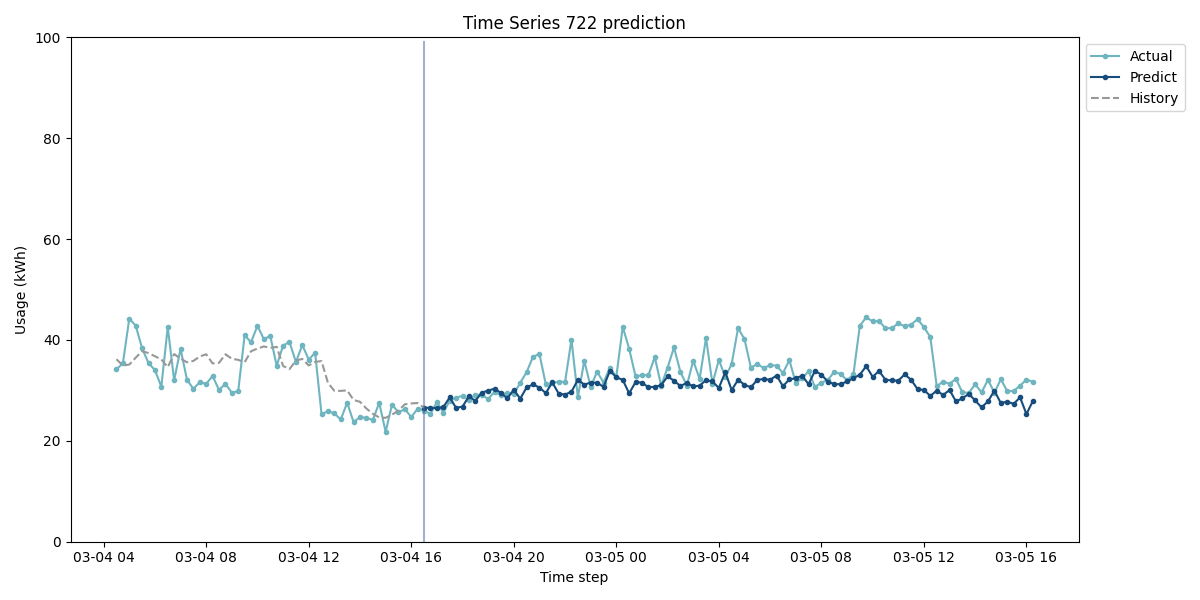 Time Series 722 prediction
100
80
60
40
20
0
Usage (kWh)
03-04 04
03-04 08
03-04 12
03-04 16
03-04 20
03-05 00
03-05 04
03-05 08
03-05 12
03-05 16
Time step
Actual
Predict
History